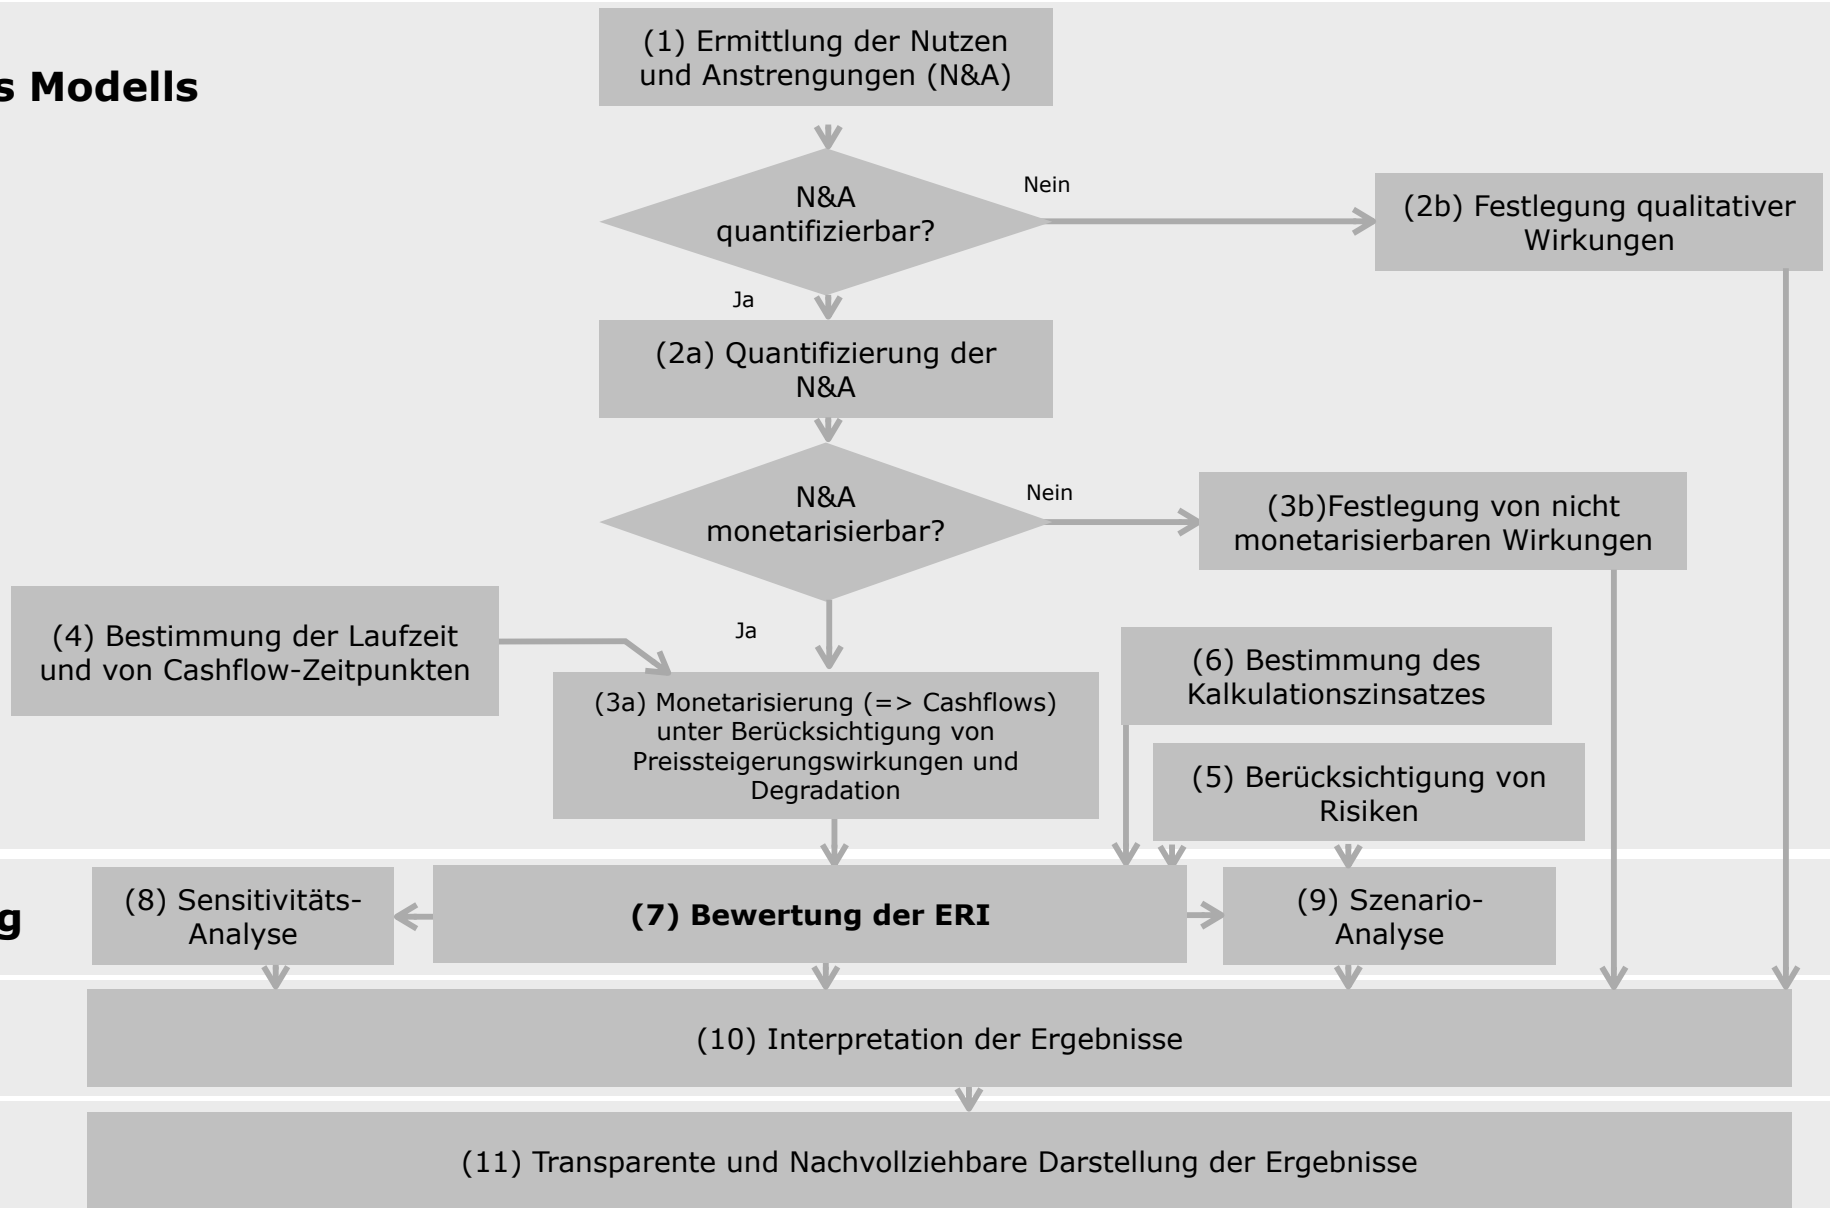 (1) Ermittlung der Nutzen
und Anstrengungen (N&A)
s Modells
N&A
quantifizierbar?
Nein
(2b) Festlegung qualitativer
Wirkungen
Ja
(2a) Quantifizierung der
N&A
N&A
monetarisierbar?
Nein
(3b)Festlegung von nicht
monetarisierbaren Wirkungen
Ja
(4) Bestimmung der Laufzeit
und von Cashflow-Zeitpunkten
(6) Bestimmung des
Kalkulationszinsatzes
(3a) Monetarisierung (=> Cashflows)
unter Berücksichtigung von
Preissteigerungswirkungen und
Degradation
(5) Berücksichtigung von
Risiken
g
(8) Sensitivitäts-
Analyse
(7) Bewertung der ERI
(9) Szenario-
Analyse
(10) Interpretation der Ergebnisse
(11) Transparente und Nachvollziehbare Darstellung der Ergebnisse